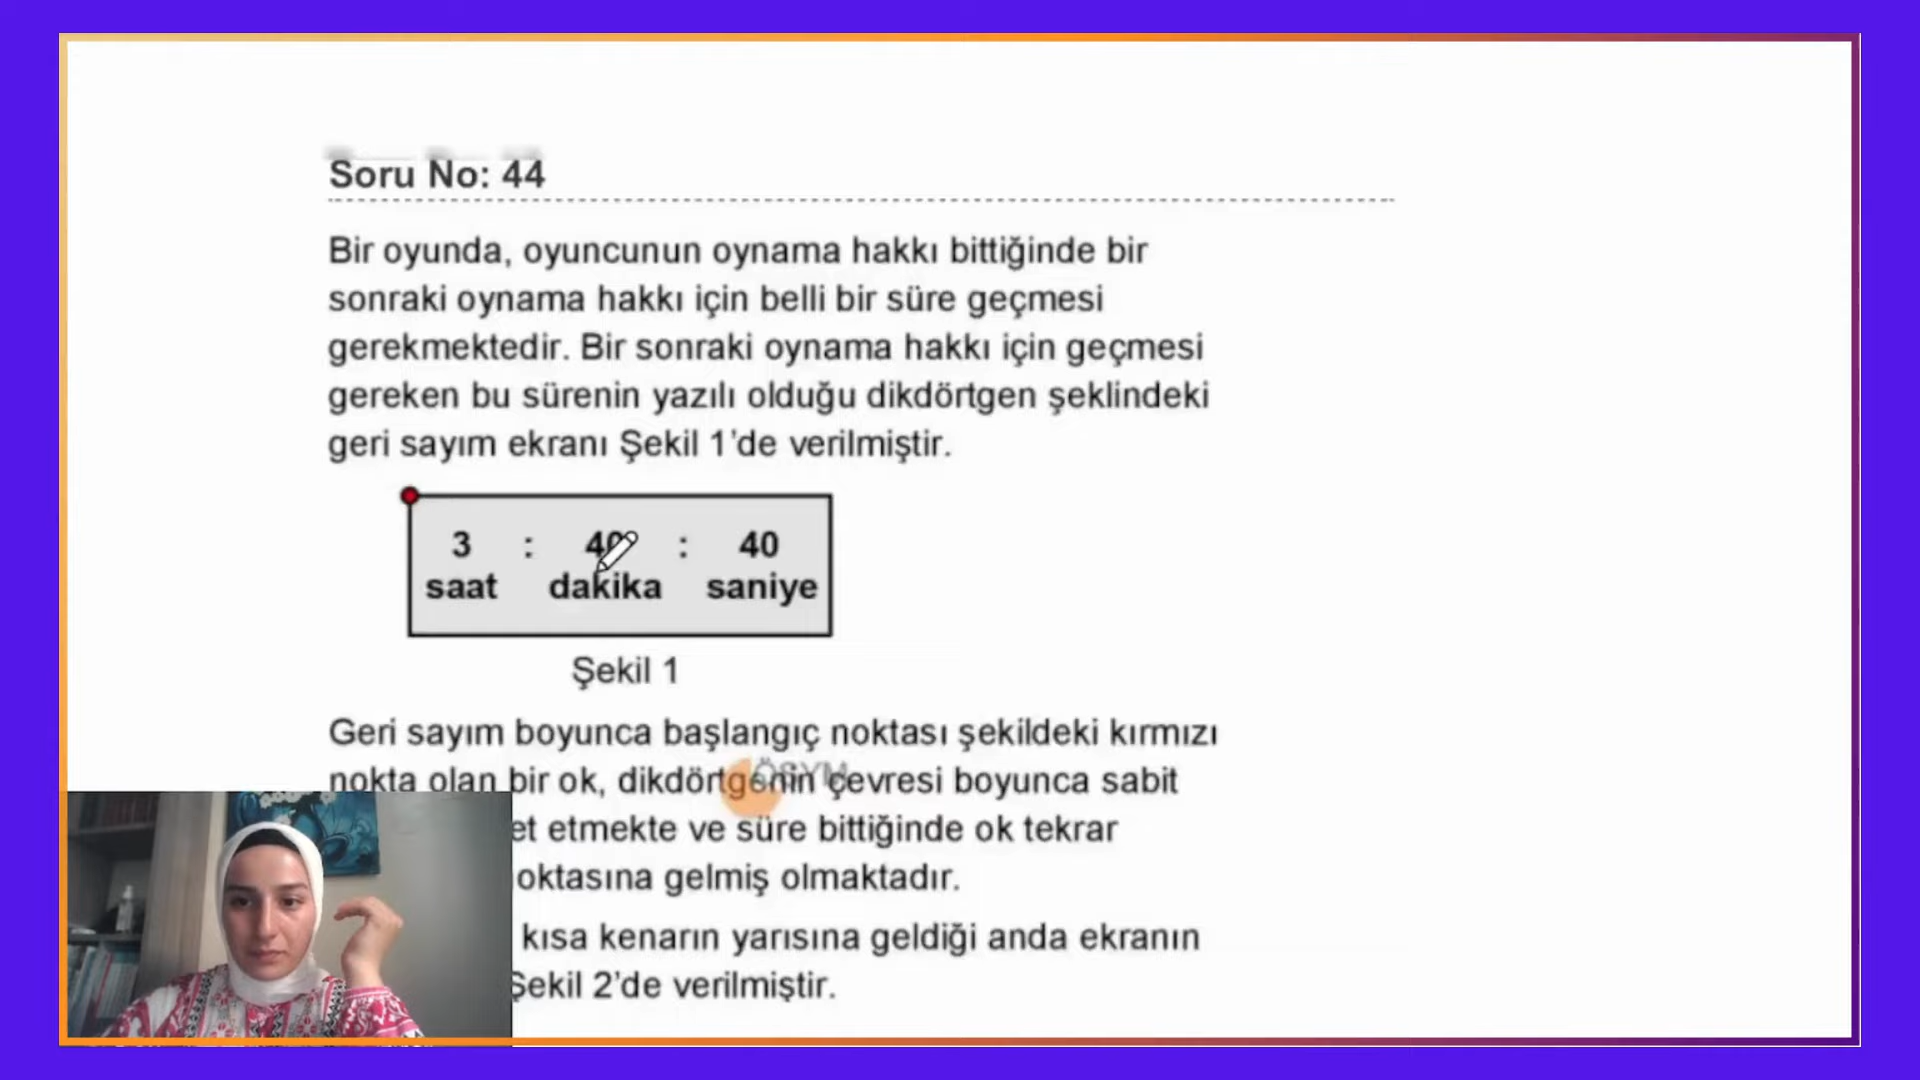 Soru No: 44
Bir oyunda, oyuncunun oynama hakkı bittiğinde bir
sonraki oynama hakkı için belli bir süre geçmesi
gerekmektedir. Bir sonraki oynama hakkı için geçmesi
gereken bu sürenin yazılı olduğu dikdörtgen şeklindeki
geri sayım ekranı Şekil 1'de verilmiştir.
3 : 40 : 40
saat dakika saniye
Şekil 1
Geri sayım boyunca başlangıç noktası şekildeki kırmızı
nokta olan bir ok, dikdörtgenin çevresi boyunca sabit
ÖSYM
et etmekte ve süre bittiğinde ok tekrar
oktasına gelmiş olmaktadır.
kısa kenarın yarısına geldiği anda ekranın
Şekil 2'de verilmiştir.